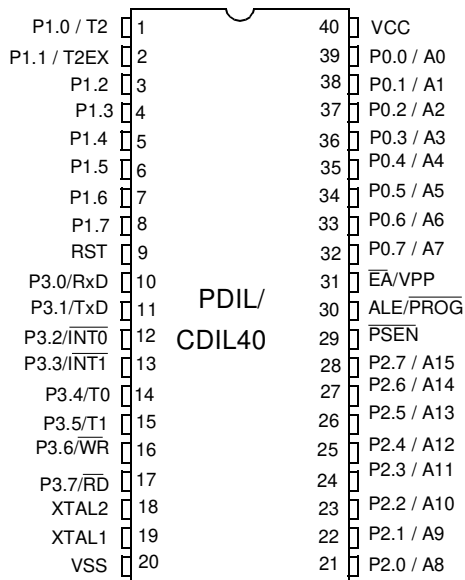 P1.0 / T2 1 40 VCC
P1.1 / T2EX 2 39 P0.0 / A0
P1.2 3 38 P0.1 / A1
P1.3 4 37 P0.2 / A2
P1.4 5 36 P0.3 / A3
P1.5 6 35 P0.4 / A4
P1.6 7 34 P0.5 / A5
P1.7 8 33 P0.6 / A6
RST 9 32 P0.7 / A7
P3.0/RxD 10 31 E̅A̅/VPP
P3.1/TxD 11 30 ALE/P̅R̅O̅G̅
P3.2/I̅N̅T̅0̅ 12 29 P̅S̅E̅N̅
P3.3/I̅N̅T̅1̅ 13 28 P2.7 / A15
P3.4/T0 14 27 P2.6 / A14
P3.5/T1 15 26 P2.5 / A13
P3.6/W̅R̅ 16 25 P2.4 / A12
P3.7/R̅D̅ 17 24 P2.3 / A11
XTAL2 18 23 P2.2 / A10
XTAL1 19 22 P2.1 / A9
VSS 20 21 P2.0 / A8
PDIL/
CDIL40